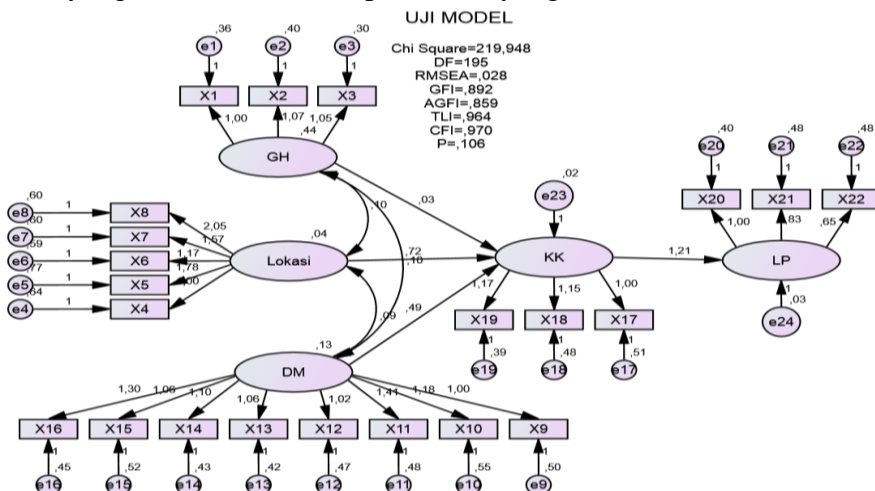 UJI MODEL
Chi Square=219,948
DF=195
RMSEA=,028
GFI=,892
AGFI=,859
TLI=,964
CFI=,970
P=,106
,36 ,40 ,30
e1 e2 e3
1 1 1
X1 X2 X3
1,00 1,07 1,05
,44
GH
,10 ,03 ,10
,60 e8 1 X8 2,05
,60 e7 1 X7 1,57
,59 e6 1 X6 1,17
,77 e5 1 X5 1,78
,64 e4 1 X4 1,00
,04
Lokasi
,72
,09 ,49
,02
e23
1
KK
1,21
1,17 1,15 1,00
X19 X18 X17
1 1 1
e19 ,39 e18 ,48 e17 ,51
,40 ,48 ,48
e20 e21 e22
1 1 1
X20 X21 X22
1,00 ,83 ,65
LP
1
e24 ,03
,13
DM
1,30 1,06 1,10 1,06 1,02 1,41 1,18 1,00
X16 X15 X14 X13 X12 X11 X10 X9
1 1 1 1 1 1 1 1
,45 ,52 ,43 ,42 ,47 ,48 ,55 ,50
e16 e15 e14 e13 e12 e11 e10 e9